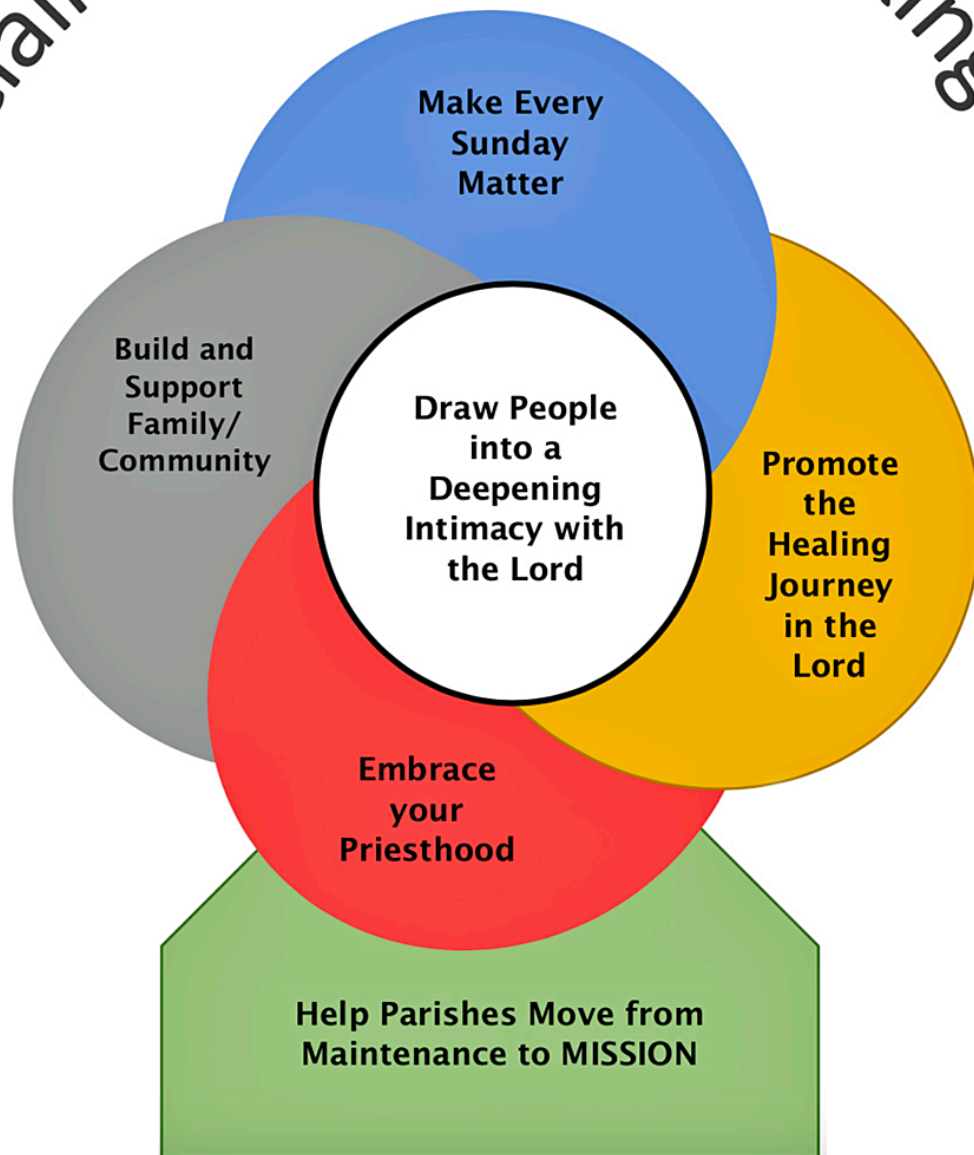 Make Every
Sunday
Matter
Build and
Support
Family/
Community
Draw People
into a
Deepening
Intimacy with
the Lord
Promote
the
Healing
Journey
in the
Lord
Embrace
your
Priesthood
Help Parishes Move from
Maintenance to MISSION